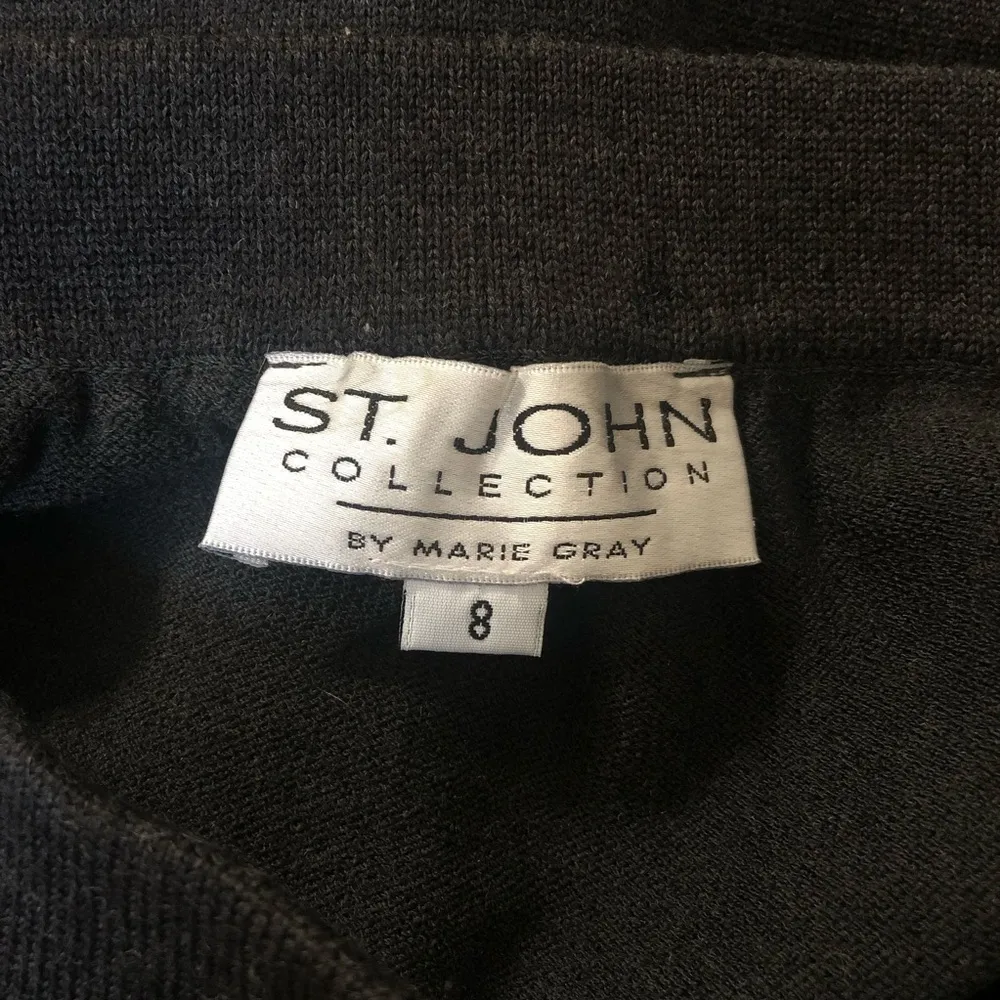 ST. JOHN
COLLECTION
BY MARIE GRAY
8